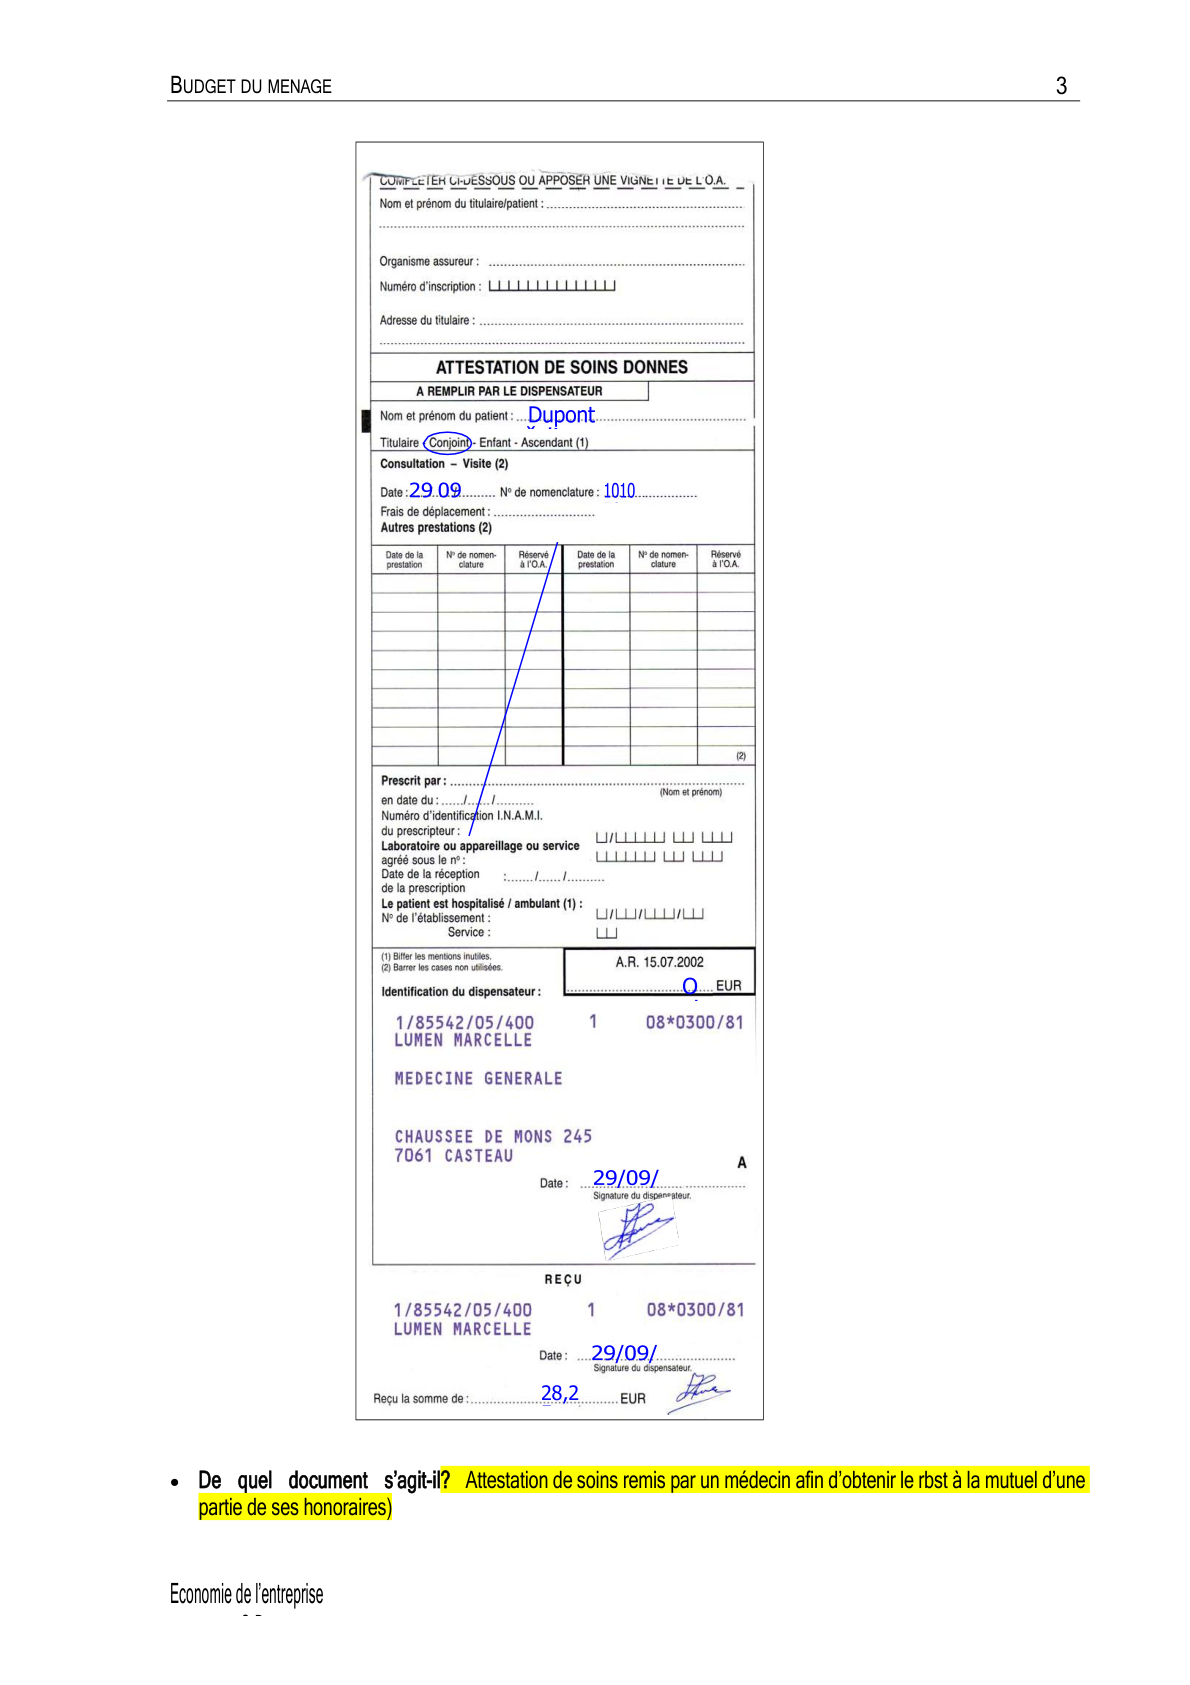 BUDGET DU MENAGE 3
COMPLETER CI-DESSOUS OU APPOSER UNE VIGNETTE DE L'O.A.
Nom et prénom du titulaire/patient :
Organisme assureur :
Numéro d'inscription :
Adresse du titulaire :
ATTESTATION DE SOINS DONNES
A REMPLIR PAR LE DISPENSATEUR
Nom et prénom du patient : Dupont
Titulaire - Conjoint - Enfant - Ascendant (1)
Consultation – Visite (2)
Date : 29 09 N° de nomenclature : 1010
Frais de déplacement :
Autres prestations (2)
Date de la prestation N° de nomen-clature Réservé à l'O.A. Date de la prestation N° de nomen-clature Réservé à l'O.A.
(2)
Prescrit par :
(Nom et prénom)
en date du : / /
Numéro d'identification I.N.A.M.I.
du prescripteur :
Laboratoire ou appareillage ou service
agréé sous le n° :
Date de la réception : / /
de la prescription
Le patient est hospitalisé / ambulant (1) :
N° de l'établissement :
Service :
(1) Biffer les mentions inutiles.
(2) Barrer les cases non utilisées.
A.R. 15.07.2002
Identification du dispensateur : O EUR
1/85542/05/400 1 08*0300/81
LUMEN MARCELLE
MEDECINE GENERALE
CHAUSSEE DE MONS 245
7061 CASTEAU
A
Date : 29/09/
Signature du dispensateur.
REÇU
1/85542/05/400 1 08*0300/81
LUMEN MARCELLE
Date : 29/09/
Signature du dispensateur.
Reçu la somme de : 28,2 EUR
• De quel document s'agit-il? Attestation de soins remis par un médecin afin d'obtenir le rbst à la mutuel d'une
partie de ses honoraires)
Economie de l'entreprise